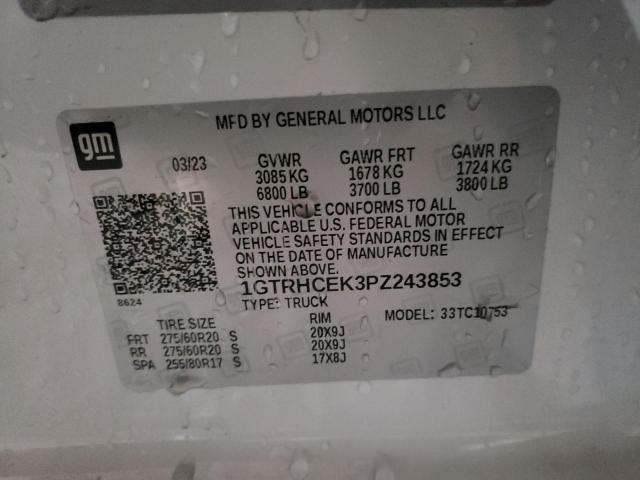 gm
MFD BY GENERAL MOTORS LLC
03/23 GVWR GAWR FRT GAWR RR
3085 KG 1678 KG 1724 KG
6800 LB 3700 LB 3800 LB
THIS VEHICLE CONFORMS TO ALL
APPLICABLE U.S. FEDERAL MOTOR
VEHICLE SAFETY STANDARDS IN EFFECT
ON THE DATE OF MANUFACTURE
SHOWN ABOVE.
8624
1GTRHCEK3PZ243853
TYPE: TRUCK
MODEL: 33TC10753
TIRE SIZE RIM
FRT 275/60R20 S 20X9J
RR 275/60R20 S 20X9J
SPA 255/80R17 S 17X8J